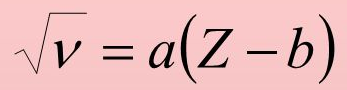 √ν = a(Z − b)